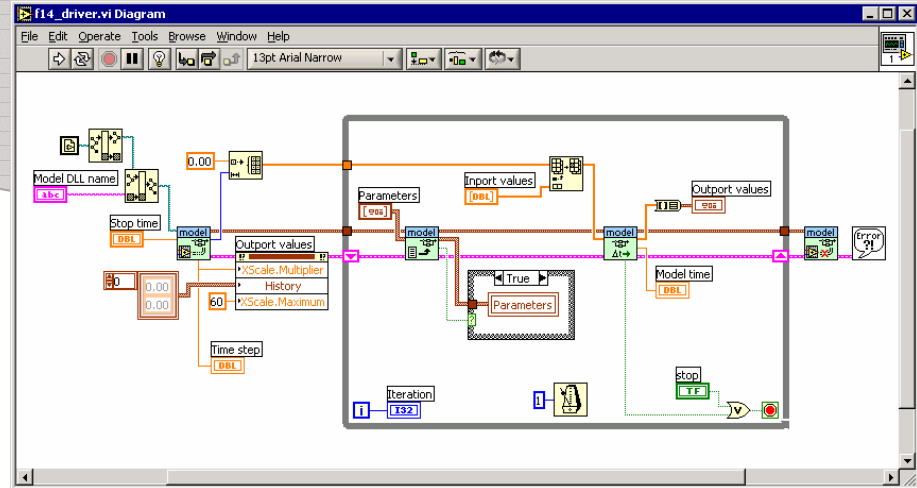 f14_driver.vi Diagram
File Edit Operate Tools Browse Window Help
13pt Arial Narrow
1
0.00
Model DLL name
abc
Inport values
[DBL]
Parameters
Outport values
Stop time
DBL
model
model
model
Δt→
model
Error
?!
Outport values
!? !?
XScale.Multiplier
History
XScale.Maximum
0
0.00
0.00
60
True
Parameters
?
Model time
DBL
Time step
DBL
stop
TF
Iteration
i
I32
1
V